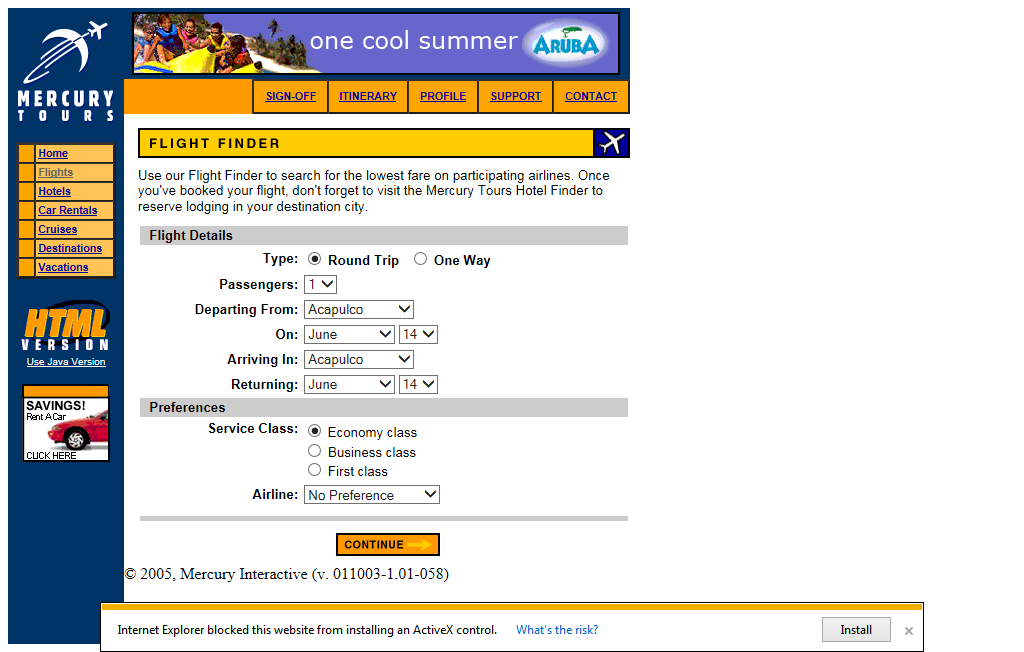 one cool summer ARUBA
MERCURY
TOURS
SIGN-OFF ITINERARY PROFILE SUPPORT CONTACT
Home
Flights
Hotels
Car Rentals
Cruises
Destinations
Vacations
HTML
VERSION
Use Java Version
SAVINGS!
Rent A Car
CLICK HERE
FLIGHT FINDER
Use our Flight Finder to search for the lowest fare on participating airlines. Once
you've booked your flight, don't forget to visit the Mercury Tours Hotel Finder to
reserve lodging in your destination city.
Flight Details
Type: Round Trip One Way
Passengers: 1
Departing From: Acapulco
On: June 14
Arriving In: Acapulco
Returning: June 14
Preferences
Service Class: Economy class
Business class
First class
Airline: No Preference
CONTINUE
© 2005, Mercury Interactive (v. 011003-1.01-058)
Internet Explorer blocked this website from installing an ActiveX control. What's the risk? Install ×